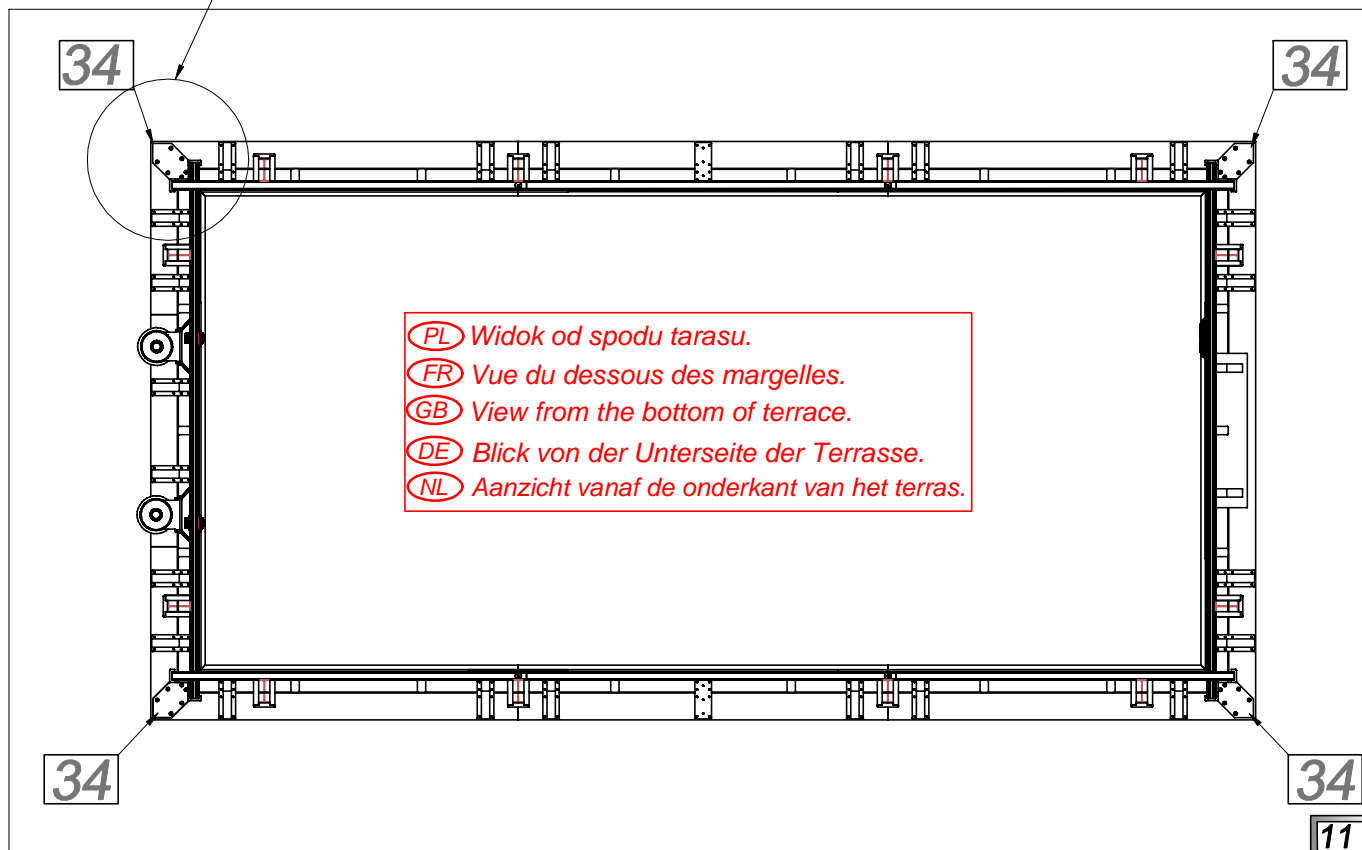 34
34
PL Widok od spodu tarasu.
FR Vue du dessous des margelles.
GB View from the bottom of terrace.
DE Blick von der Unterseite der Terrasse.
NL Aanzicht vanaf de onderkant van het terras.
34
34
11